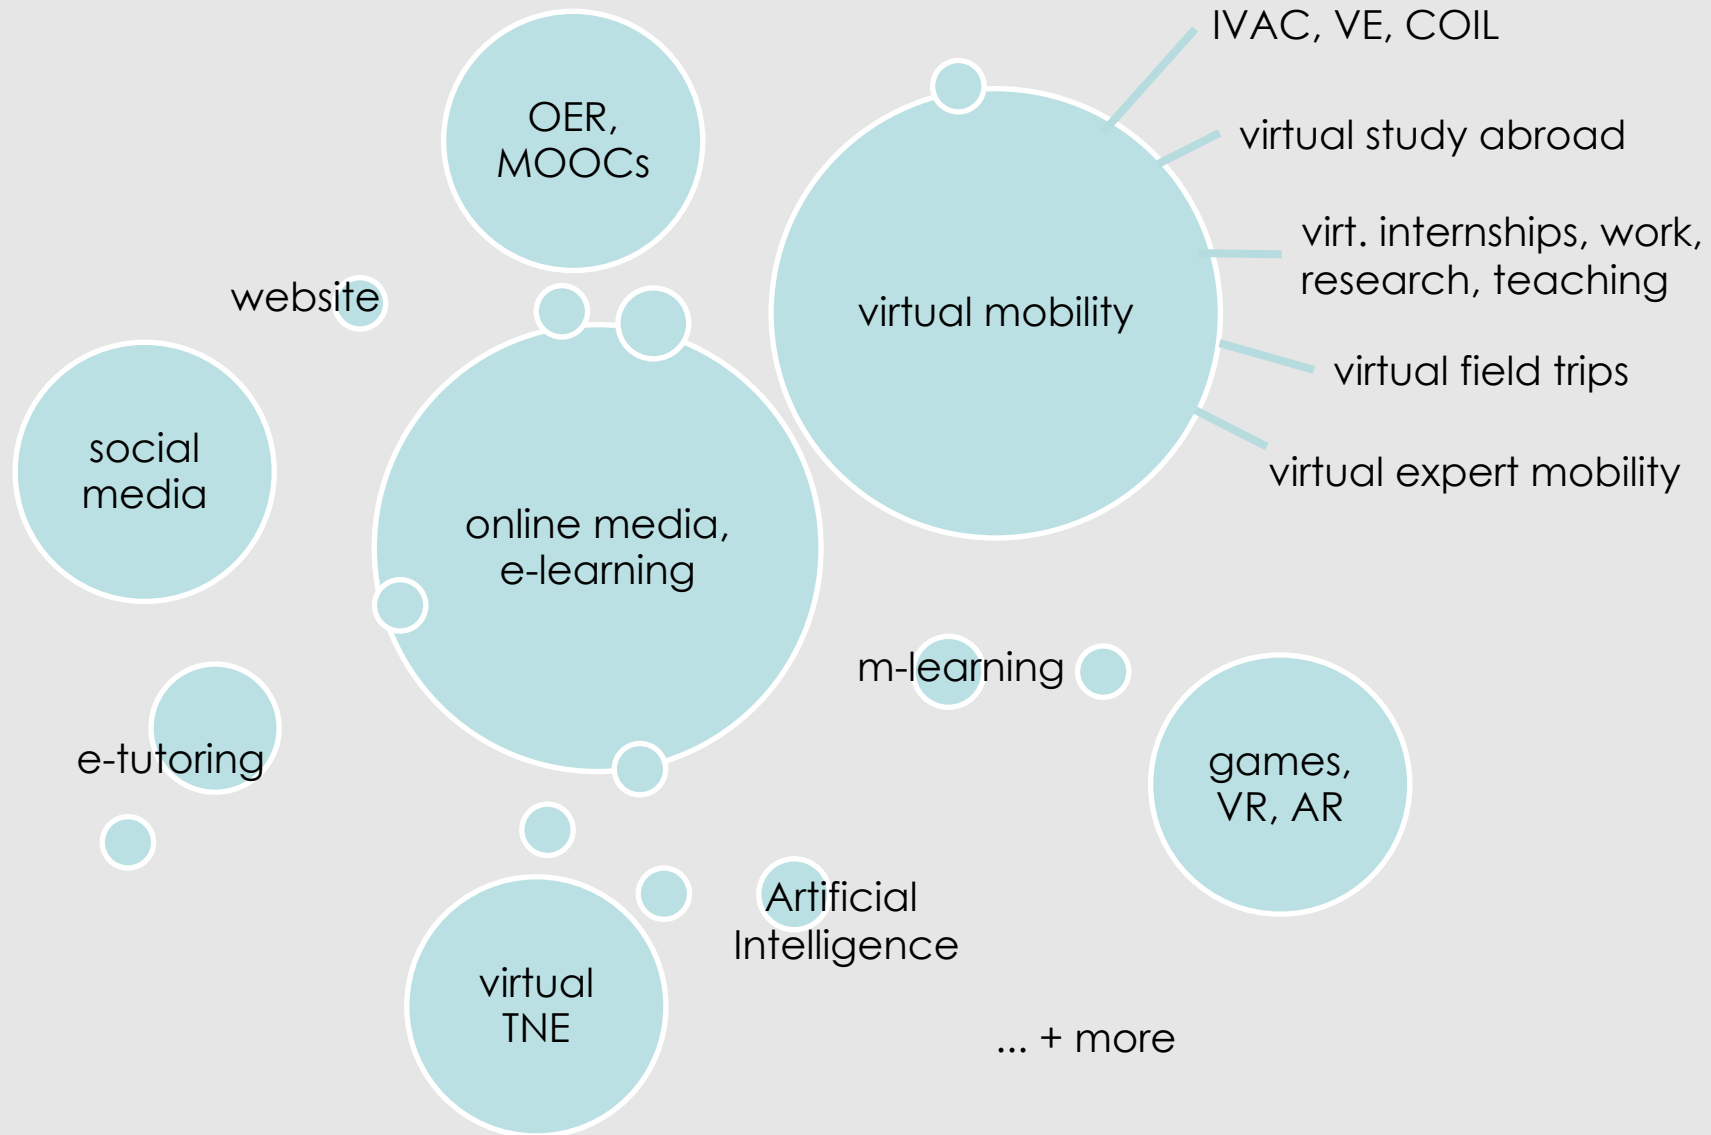 IVAC, VE, COIL
OER,
MOOCs
virtual study abroad
virt. internships, work,
research, teaching
website
virtual mobility
virtual field trips
social
media
virtual expert mobility
online media,
e-learning
m-learning
e-tutoring
games,
VR, AR
Artificial
Intelligence
virtual
TNE
... + more